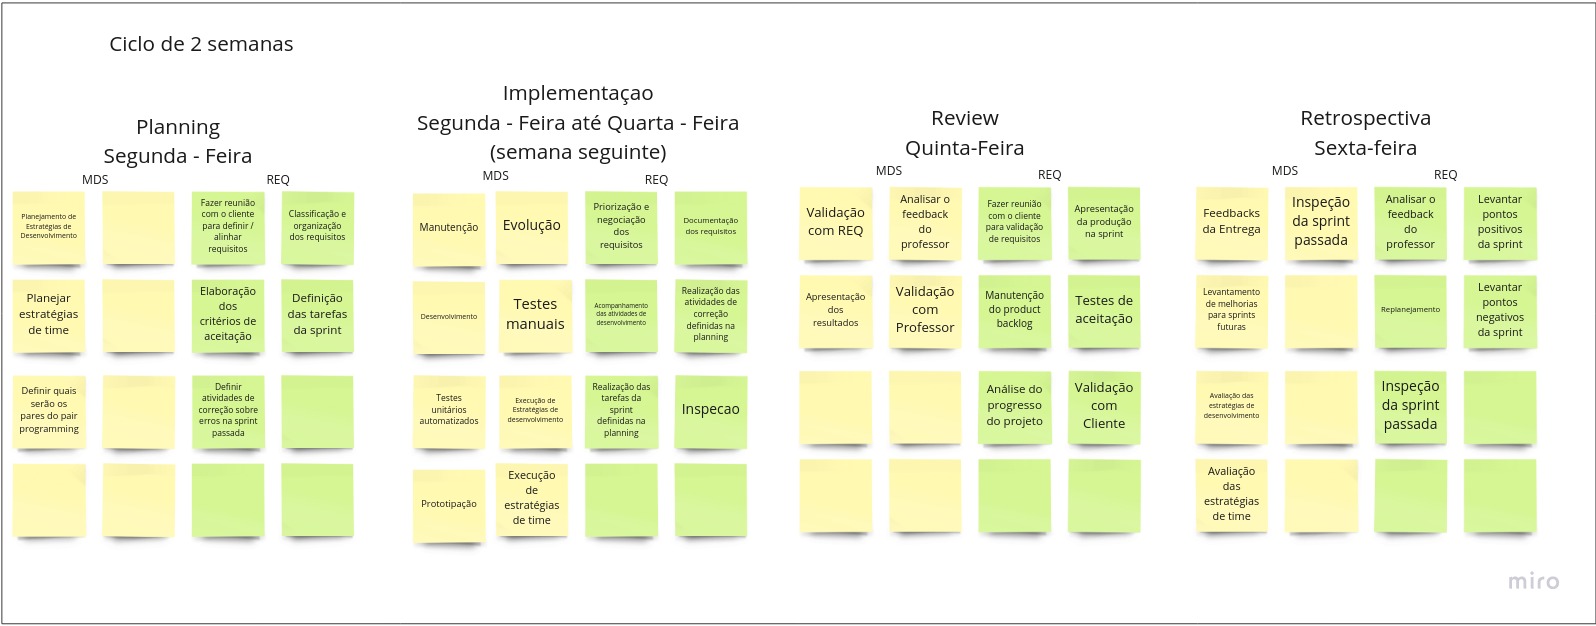 Ciclo de 2 semanas
Planning
Segunda - Feira
MDS
REQ
Planejamento de
Estratégias de
Desenvolvimento
Fazer reunião
com o cliente
para definir /
alinhar
requisitos
Classificação e
organização
dos requisitos
Planejar
estratégias
de time
Elaboração
dos
critérios de
aceitação
Definição
das tarefas
da sprint
Definir quais
serão os
pares do pair
programming
Definir
atividades de
correção sobre
erros na sprint
passada
Implementaçao
Segunda - Feira até Quarta - Feira
(semana seguinte)
MDS
REQ
Manutenção
Evolução
Priorização e
negociação
dos
requisitos
Documentação
dos requisitos
Desenvolvimento
Testes
manuais
Acompanhamento
das atividades de
desenvolvimento
Realização das
atividades de
correção
definidas na
planning
Testes
unitários
automatizados
Execução de
Estratégias de
desenvolvimento
Realização das
tarefas da
sprint
definidas na
planning
Inspecao
Prototipação
Execução
de
estratégias
de time
Review
Quinta-Feira
MDS
REQ
Validação
com REQ
Analisar o
feedback
do
professor
Fazer reunião
com o cliente
para validação
de requisitos
Apresentação
da produção
na sprint
Apresentação
dos
resultados
Validação
com
Professor
Manutenção
do product
backlog
Testes de
aceitação
Análise do
progresso
do projeto
Validação
com
Cliente
Retrospectiva
Sexta-feira
MDS
REQ
Feedbacks
da Entrega
Inspeção
da sprint
passada
Analisar o
feedback
do
professor
Levantar
pontos
positivos
da sprint
Levantamento
de melhorias
para sprints
futuras
Replanejamento
Levantar
pontos
negativos
da sprint
Avaliação das
estratégias de
desenvolvimento
Inspeção
da sprint
passada
Avaliação
das
estratégias
de time
miro